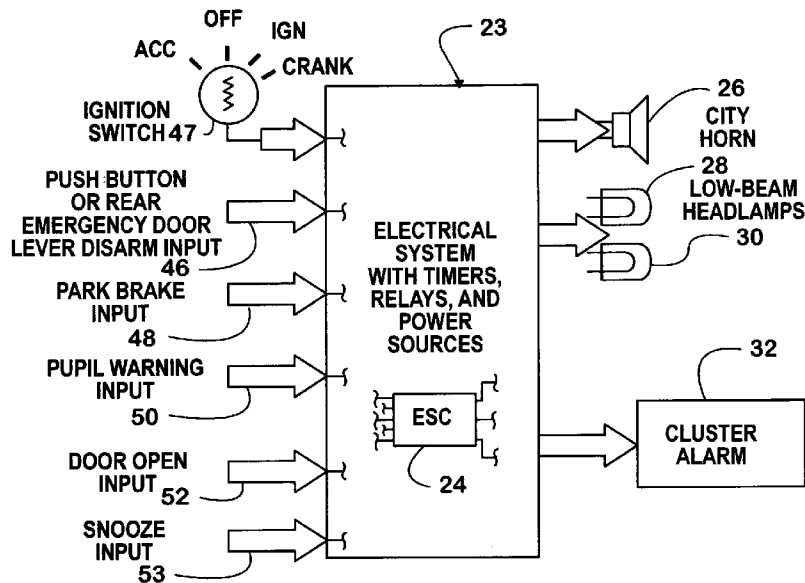 OFF
ACC
IGN
CRANK
IGNITION
SWITCH 47
PUSH BUTTON
OR REAR
EMERGENCY DOOR
LEVER DISARM INPUT
46
PARK BRAKE
INPUT
48
PUPIL WARNING
INPUT
50
DOOR OPEN
INPUT
52
SNOOZE
INPUT
53
23
ELECTRICAL
SYSTEM
WITH TIMERS,
RELAYS, AND
POWER
SOURCES
ESC
24
26
CITY
HORN
28
LOW-BEAM
HEADLAMPS
30
32
CLUSTER
ALARM